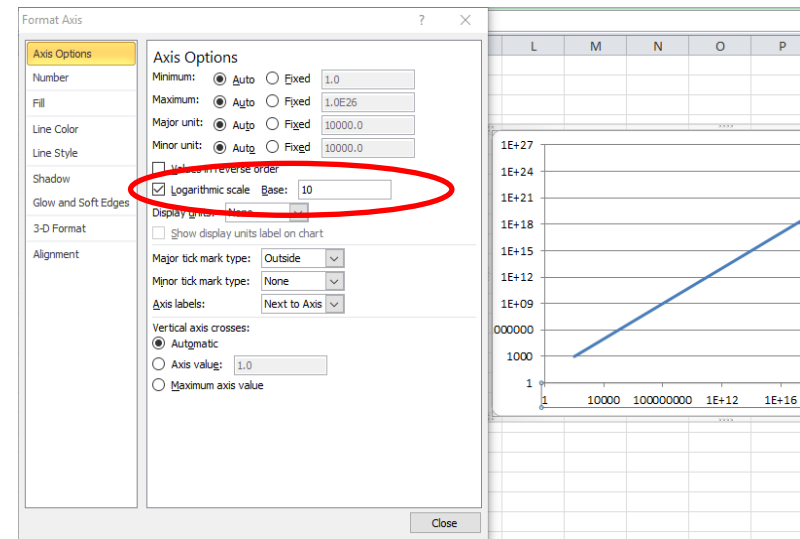 Format Axis ? ×
Axis Options
Number
Fill
Line Color
Line Style
Shadow
Glow and Soft Edges
3-D Format
Alignment
Axis Options
Minimum: Auto Fixed 1.0
Maximum: Auto Fixed 1.0E26
Major unit: Auto Fixed 10000.0
Minor unit: Auto Fixed 10000.0
Values in reverse order
Logarithmic scale Base: 10
Display units: None
Show display units label on chart
Major tick mark type: Outside
Minor tick mark type: None
Axis labels: Next to Axis
Vertical axis crosses:
Automatic
Axis value: 1.0
Maximum axis value
Close
L M N O P
1E+27
1E+24
1E+21
1E+18
1E+15
1E+12
1E+09
000000
1000
1
1 10000 100000000 1E+12 1E+16